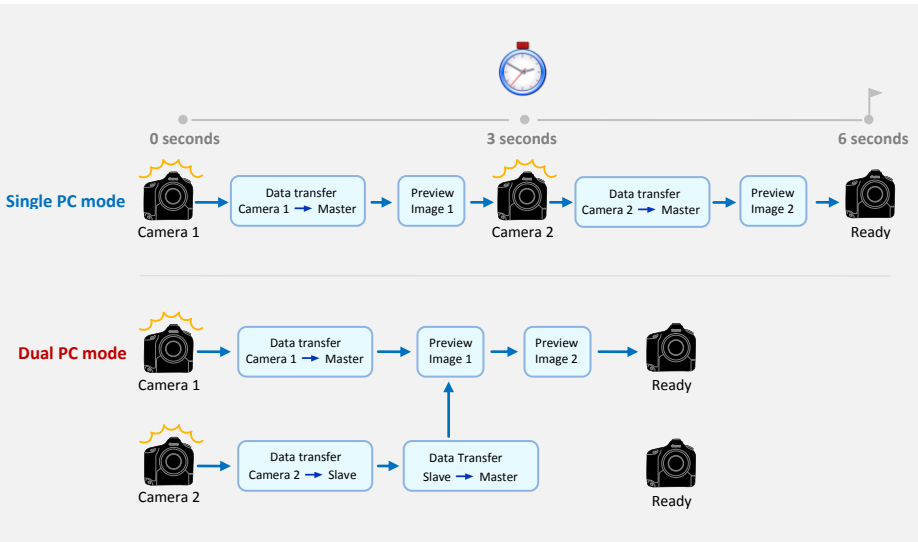 0 seconds
3 seconds
6 seconds
Single PC mode
Camera 1
Data transfer
Camera 1 → Master
Preview
Image 1
Camera 2
Data transfer
Camera 2 → Master
Preview
Image 2
Ready
Dual PC mode
Camera 1
Data transfer
Camera 1 → Master
Preview
Image 1
Preview
Image 2
Ready
Camera 2
Data transfer
Camera 2 → Slave
Data Transfer
Slave → Master
Ready